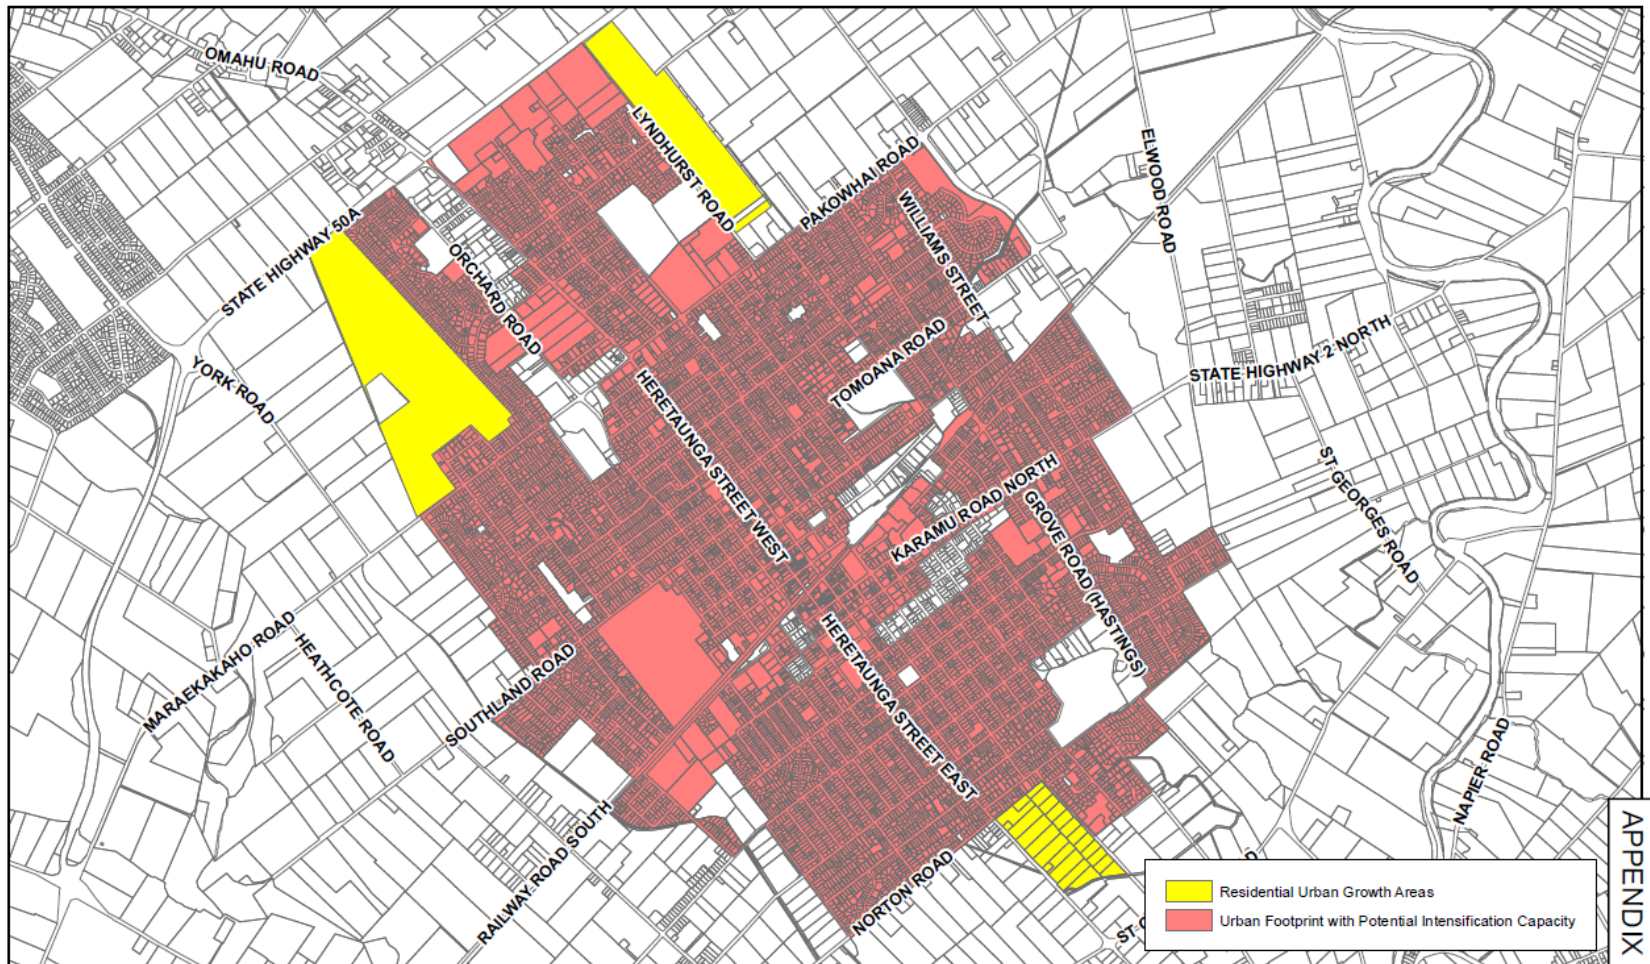 OMAHU ROAD
LYNDHURST ROAD
PAKOWHAI ROAD
ELWOOD ROAD
WILLIAMS STREET
STATE HIGHWAY 50A
ORCHARD ROAD
TOMOANA ROAD
STATE HIGHWAY 2 NORTH
YORK ROAD
HERETAUNGA STREET WEST
KARAMU ROAD NORTH
GROVE ROAD (HASTINGS)
ST GEORGES ROAD
MARAEKAKAHO ROAD
HEATHCOTE ROAD
SOUTHLAND ROAD
HERETAUNGA STREET EAST
NAPIER ROAD
RAILWAY ROAD SOUTH
NORTON ROAD
ST
Residential Urban Growth Areas
Urban Footprint with Potential Intensification Capacity
APPENDIX